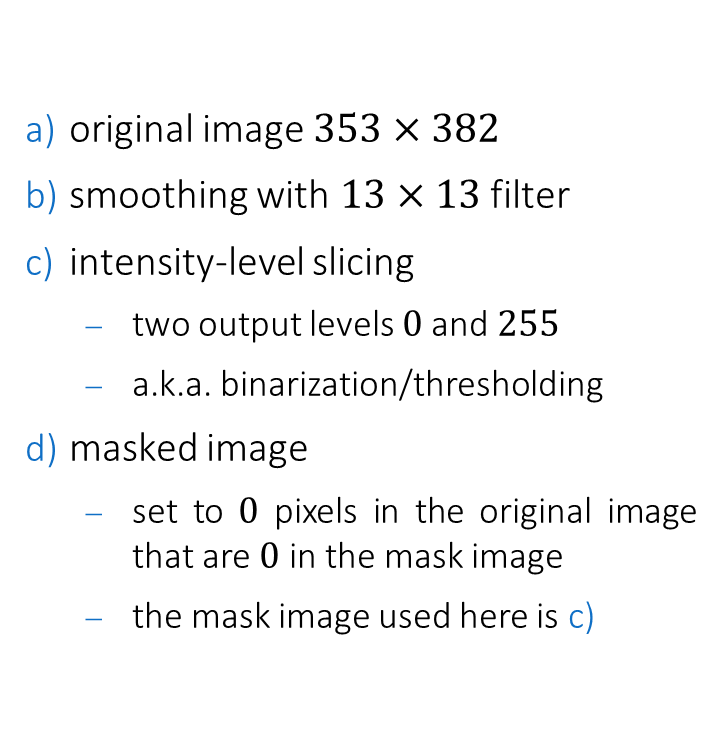 a) original image 353 × 382
b) smoothing with 13 × 13 filter
c) intensity-level slicing
– two output levels 0 and 255
– a.k.a. binarization/thresholding
d) masked image
– set to 0 pixels in the original image
that are 0 in the mask image
– the mask image used here is c)